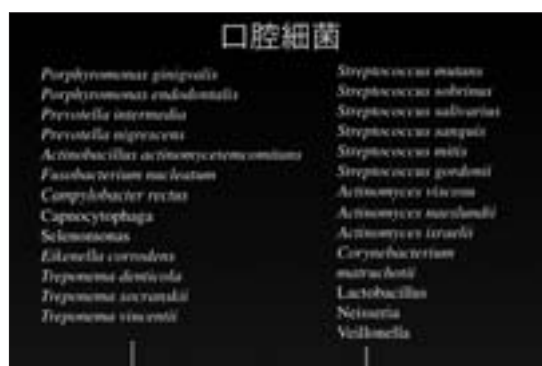 口腔細菌
Porphyromonas ginigvalis
Porphyromonas endodontalis
Prevotella intermedia
Prevotella nigrescens
Actinobacillus actinomycetemcomitans
Fusobacterium nucleatum
Campylobacter rectus
Capnocytophaga
Selenomonas
Eikenella corrodens
Treponema denticola
Treponema socranskii
Treponema vincentii
Streptococcus mutans
Streptococcus sobrinus
Streptococcus salivarius
Streptococcus sanguis
Streptococcus mitis
Streptococcus gordonii
Actinomyces viscosu
Actinomyces naeslundii
Actinomyces israelii
Corynebacterium
matruchotii
Lactobacillus
Neisseria
Veillonella